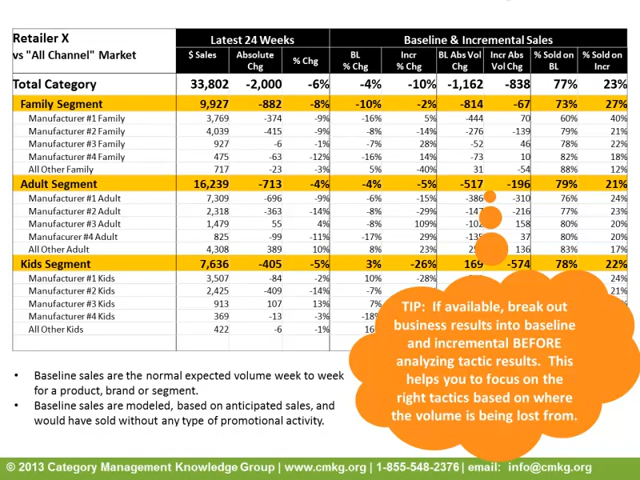 Retailer X
vs "All Channel" Market
Latest 24 Weeks Baseline & Incremental Sales
$ Sales Absolute Chg % Chg BL % Chg Incr % Chg BL Abs Vol Chg Incr Abs Vol Chg % Sold on BL % Sold on Incr
Total Category 33,802 -2,000 -6% -4% -10% -1,162 -838 77% 23%
Family Segment 9,927 -882 -8% -10% -2% -814 -67 73% 27%
Manufacturer #1 Family 3,769 -374 -9% -16% 5% -444 70 60% 40%
Manufacturer #2 Family 4,039 -415 -9% -8% -14% -276 -139 79% 21%
Manufacturer #3 Family 927 -6 -1% -7% 28% -52 46 78% 22%
Manufacturer #4 Family 475 -63 -12% -16% 14% -73 10 82% 18%
All Other Family 717 -23 -3% 5% -40% 31 -54 88% 12%
Adult Segment 16,239 -713 -4% -4% -5% -517 -196 79% 21%
Manufacturer #1 Adult 7,309 -696 -9% -6% -15% -386 -310 76% 24%
Manufacturer #2 Adult 2,318 -363 -14% -8% -29% -147 -216 77% 23%
Manufacturer #3 Adult 1,479 55 4% -8% 109% 158 80% 20%
Manufacturer #4 Adult 825 -99 -11% -17% 29% 37 80% 20%
All Other Adult 4,308 389 10% 8% 23% 136 83% 17%
Kids Segment 7,636 -405 -5% 3% -26% 169 -574 78% 22%
Manufacturer #1 Kids 3,507 -84 -2% 10% -28% 24%
Manufacturer #2 Kids 2,425 -409 -14% -7% 21%
Manufacturer #3 Kids 913 107 13% 7%
Manufacturer #4 Kids 369 -13 -3%
All Other Kids 422 -6 -1%
TIP: If available, break out
business results into baseline
and incremental BEFORE
analyzing tactic results. This
helps you to focus on the
right tactics based on where
the volume is being lost from.
• Baseline sales are the normal expected volume week to week
for a product, brand or segment.
• Baseline sales are modeled, based on anticipated sales, and
would have sold without any type of promotional activity.
© 2013 Category Management Knowledge Group | www.cmkg.org | 1-855-548-2376 | email: info@cmkg.org